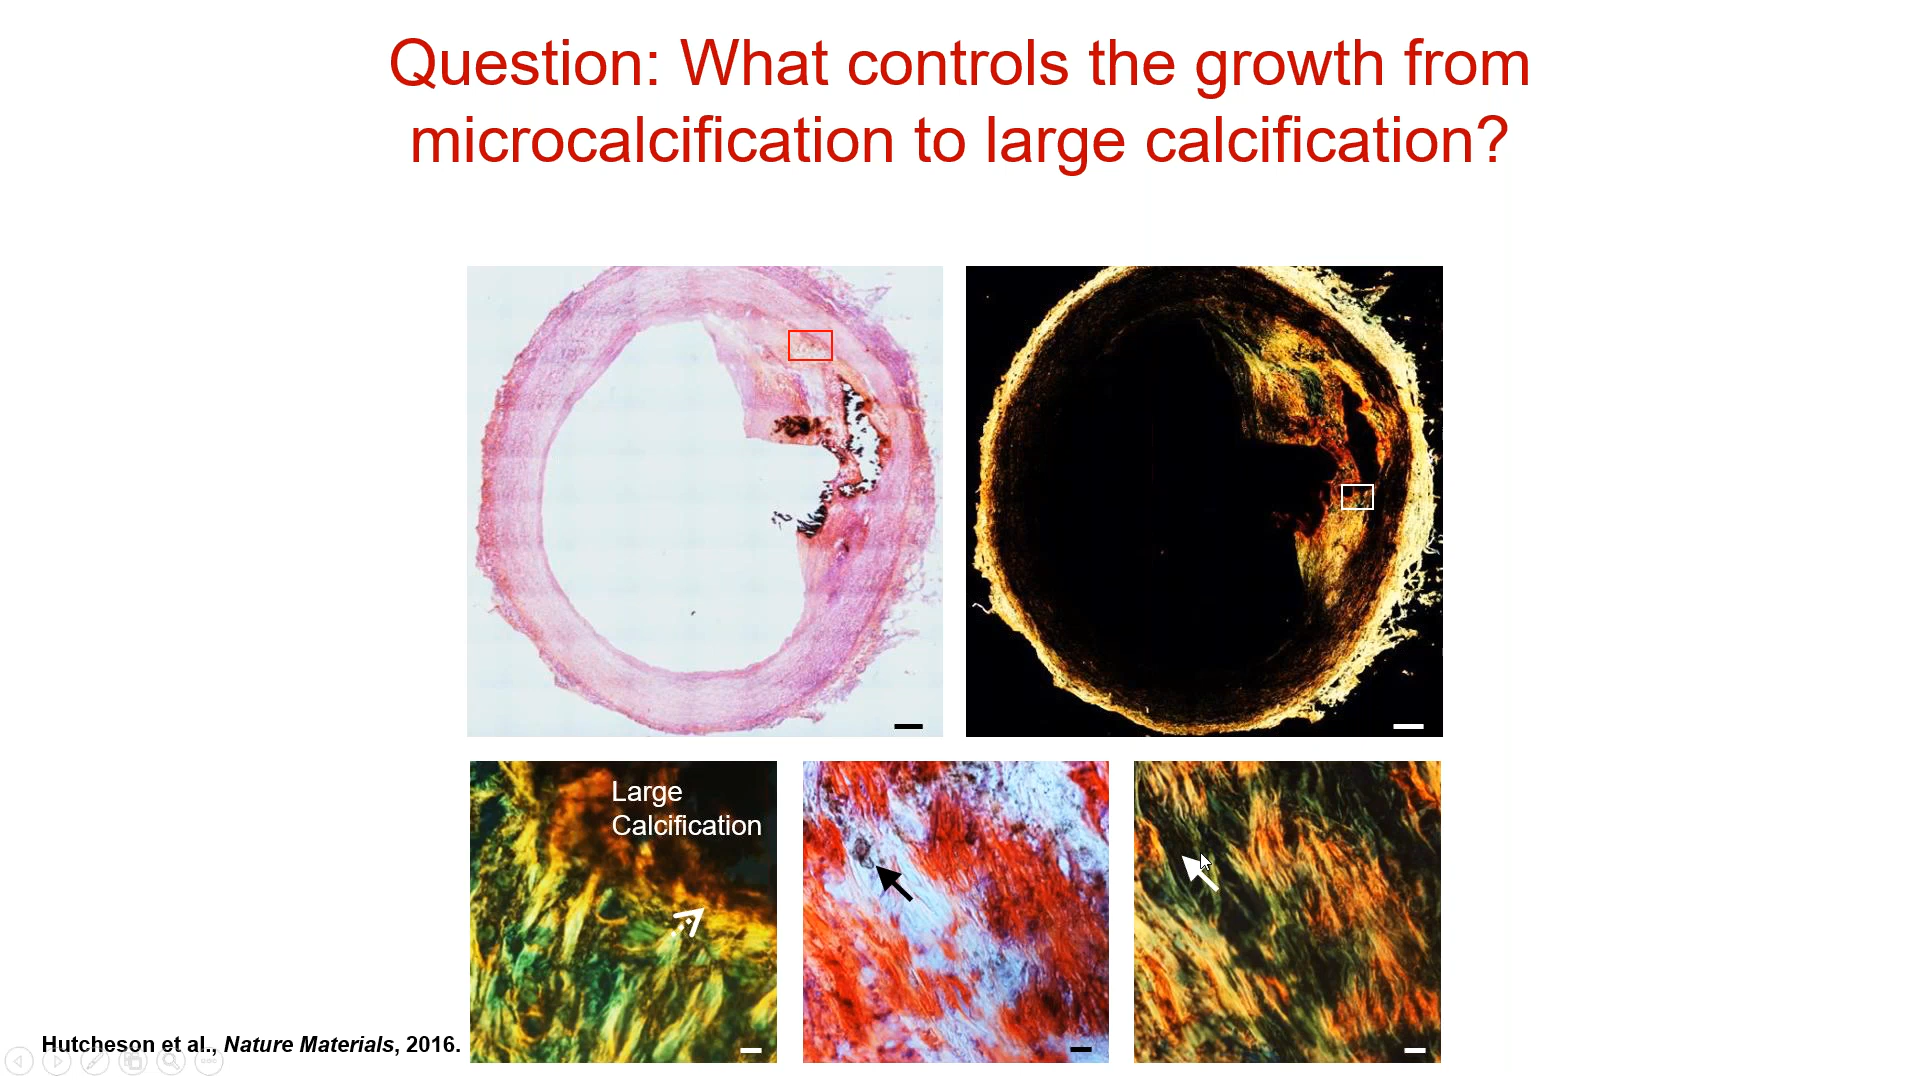 Question: What controls the growth from
microcalcification to large calcification?
Large
Calcification
Hutcheson et al., Nature Materials, 2016.